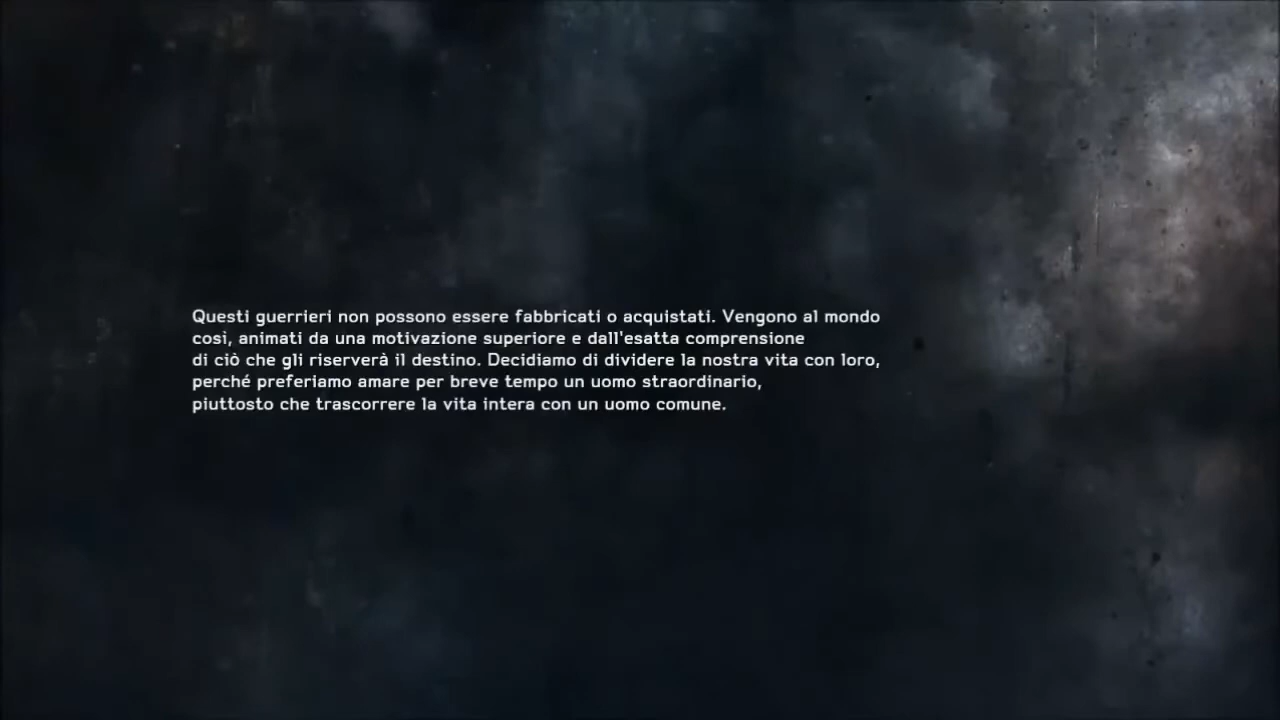 Questi guerrieri non possono essere fabbricati o acquistati. Vengono al mondo
così, animati da una motivazione superiore e dall'esatta comprensione
di ciò che gli riserverà il destino. Decidiamo di dividere la nostra vita con loro,
perché preferiamo amare per breve tempo un uomo straordinario,
piuttosto che trascorrere la vita intera con un uomo comune.